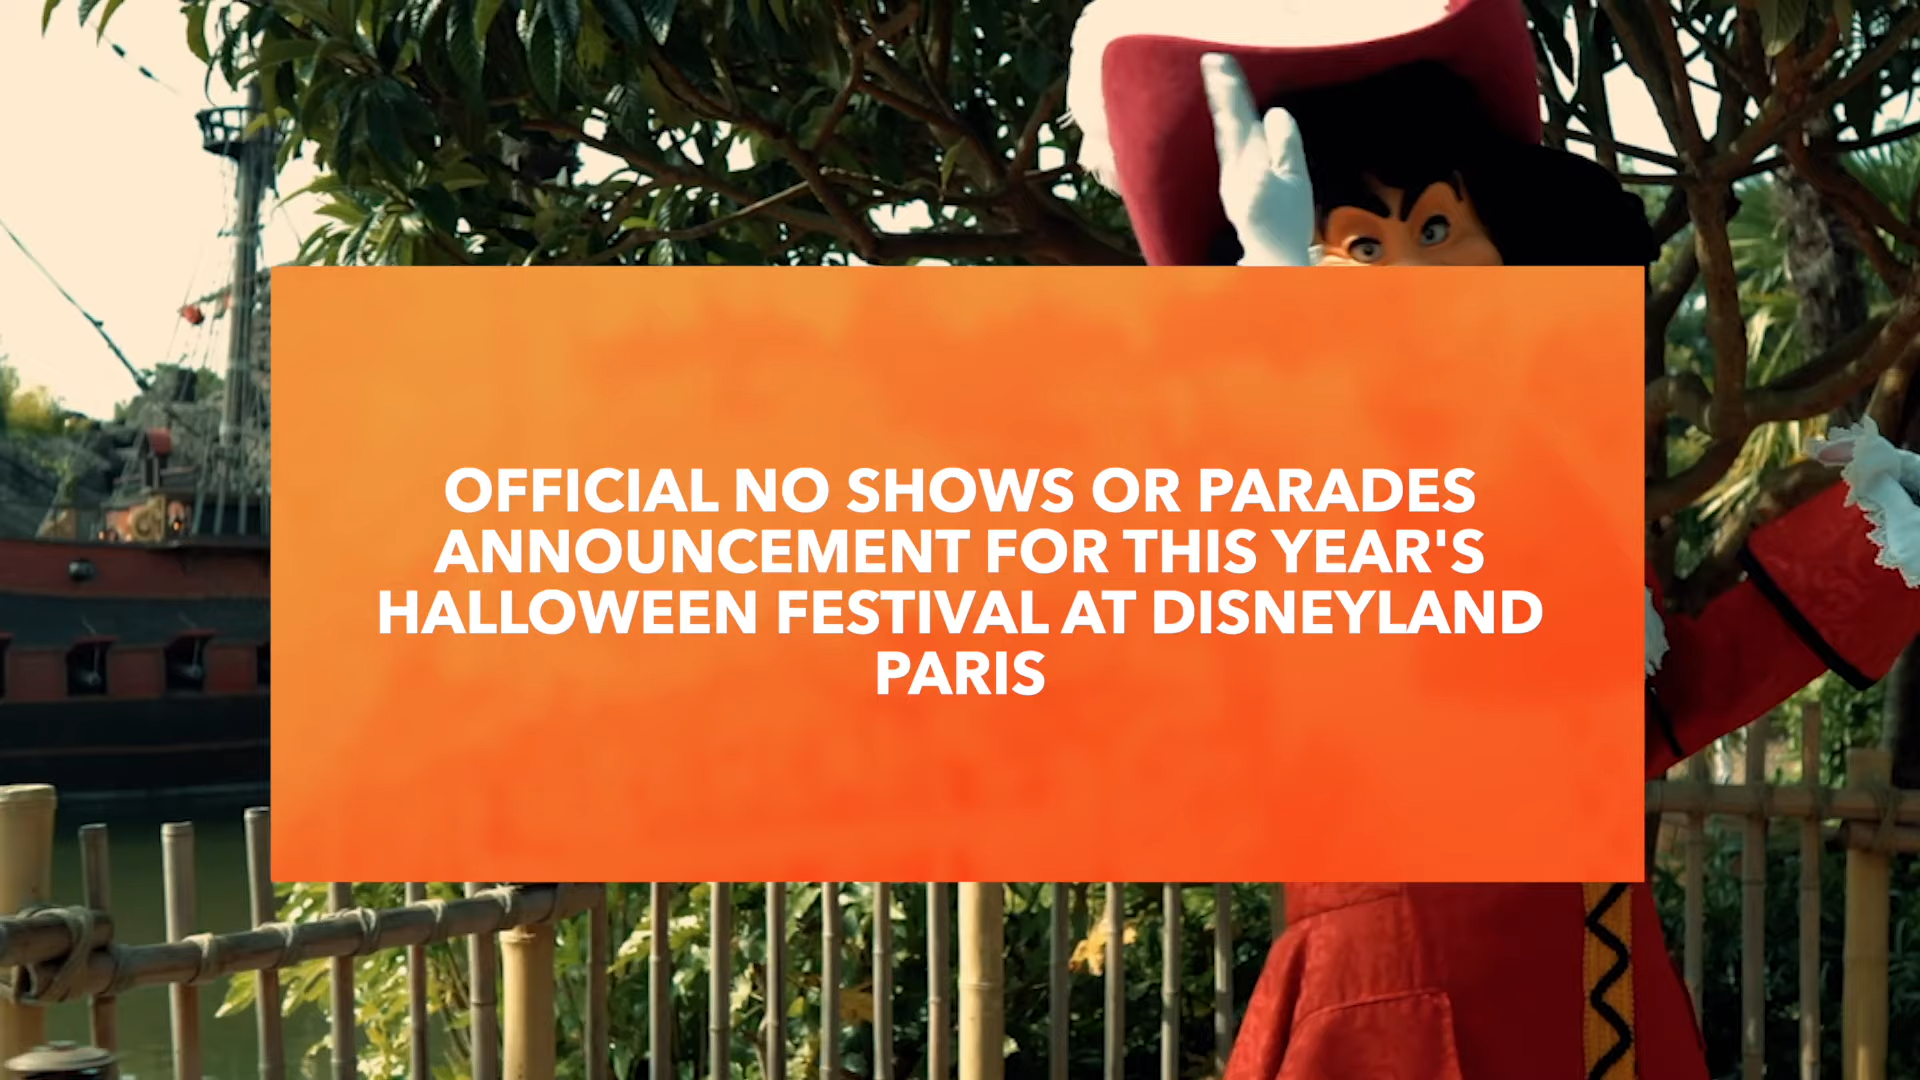 OFFICIAL NO SHOWS OR PARADES
ANNOUNCEMENT FOR THIS YEAR'S
HALLOWEEN FESTIVAL AT DISNEYLAND
PARIS